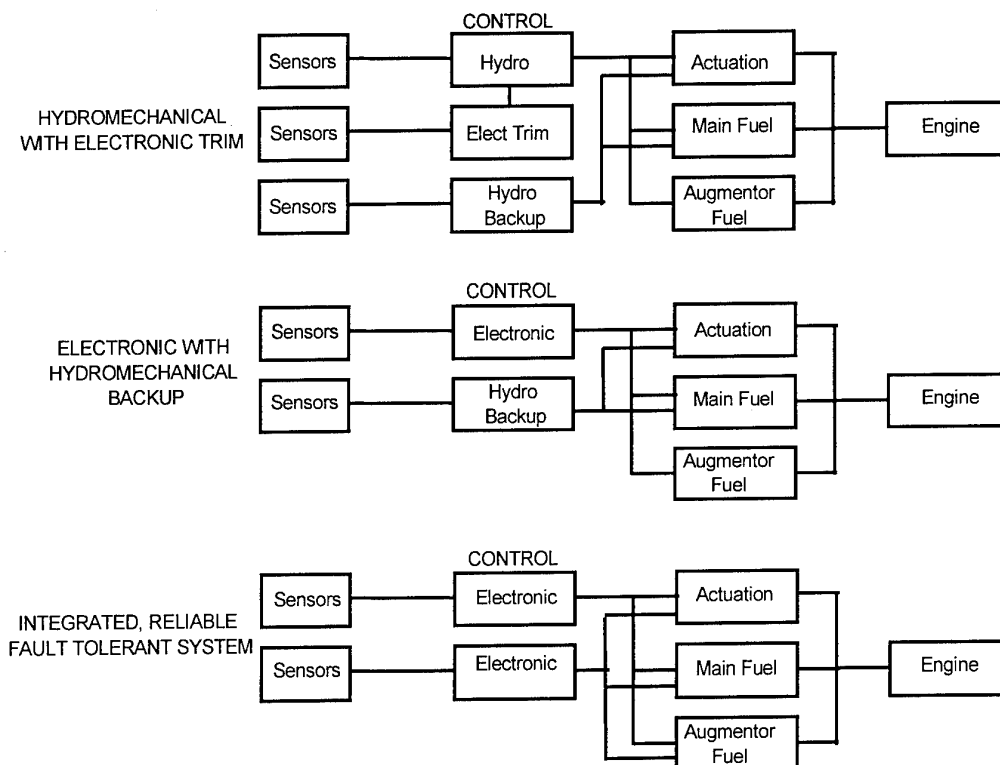 CONTROL
Sensors
Hydro
Actuation
HYDROMECHANICAL
WITH ELECTRONIC TRIM
Sensors
Elect Trim
Main Fuel
Engine
Sensors
Hydro
Backup
Augmentor
Fuel
CONTROL
Sensors
Electronic
Actuation
ELECTRONIC WITH
HYDROMECHANICAL
BACKUP
Sensors
Hydro
Backup
Main Fuel
Engine
Augmentor
Fuel
CONTROL
Sensors
Electronic
Actuation
INTEGRATED, RELIABLE
FAULT TOLERANT SYSTEM
Sensors
Electronic
Main Fuel
Engine
Augmentor
Fuel